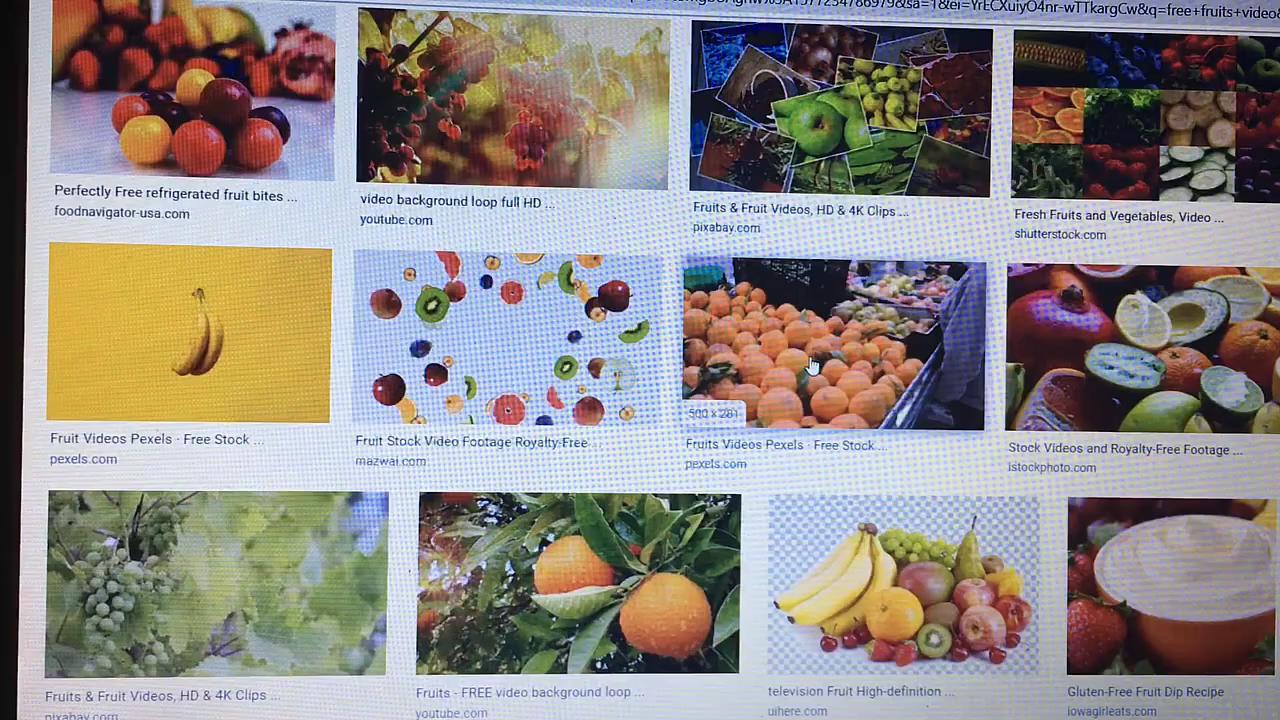 Perfectly Free refrigerated fruit bites ...
foodnavigator-usa.com
video background loop full HD ...
youtube.com
Fruits & Fruit Videos, HD & 4K Clips ...
pixabay.com
Fresh Fruits and Vegetables, Video ...
shutterstock.com
500 x 281
Fruit Videos Pexels · Free Stock ...
pexels.com
Fruit Stock Video Footage Royalty-Free ...
mazwai.com
Fruits Videos Pexels · Free Stock ...
pexels.com
Stock Videos and Royalty-Free Footage ...
istockphoto.com
Fruits & Fruit Videos, HD & 4K Clips ...
pixabay.com
Fruits - FREE video background loop ...
youtube.com
television Fruit High-definition ...
uihere.com
Gluten-Free Fruit Dip Recipe
iowagirleats.com